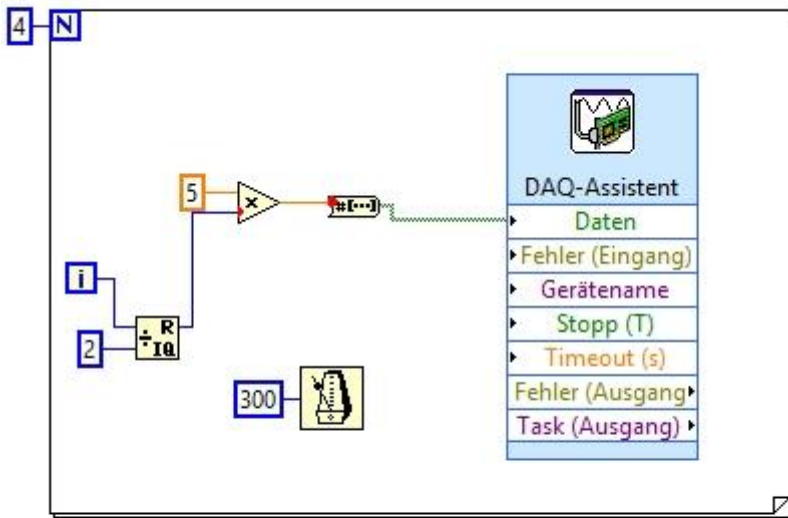 4 N
DAQ-Assistent
5 x #[···]
Daten
Fehler (Eingang)
i
Gerätename
R
÷
IQ
Stopp (T)
2
Timeout (s)
300
Fehler (Ausgang
Task (Ausgang)